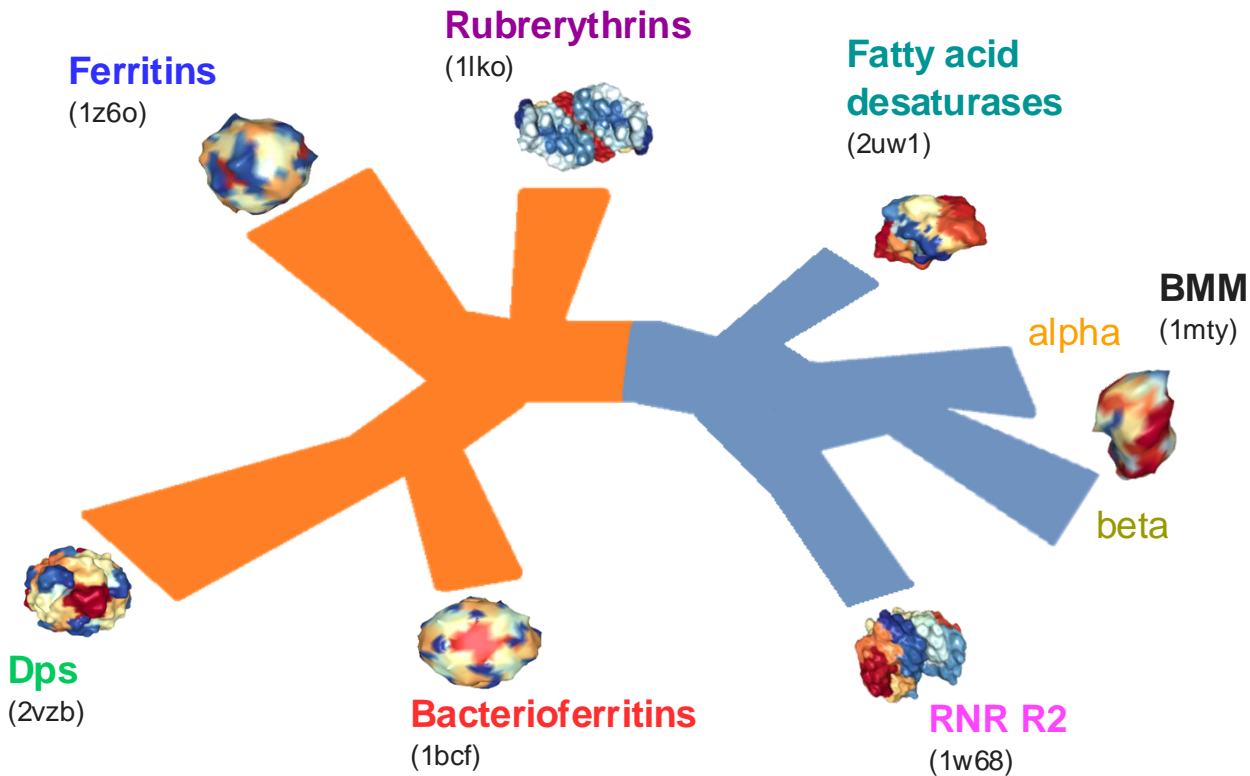 Rubrerythrins
(1lko)
Ferritins
(1z6o)
Fatty acid
desaturases
(2uw1)
BMM
(1mty)
alpha
beta
Dps
(2vzb)
Bacterioferritins
(1bcf)
RNR R2
(1w68)